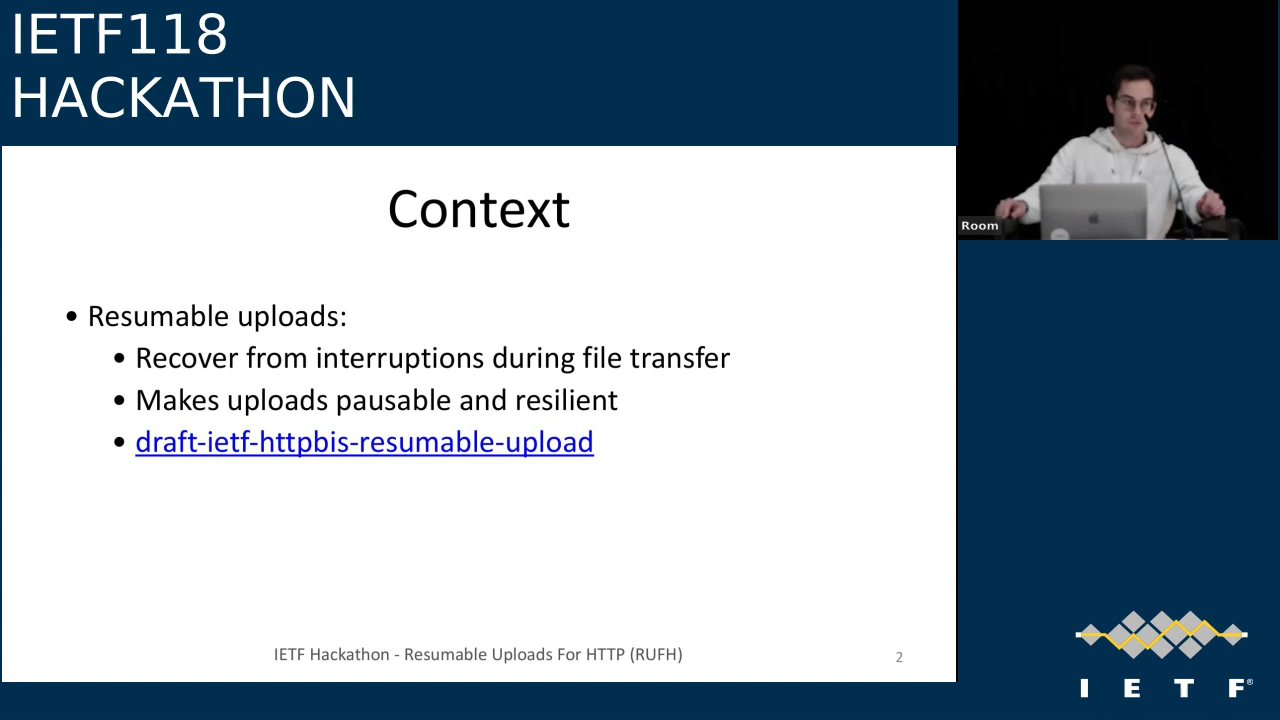 IETF118
HACKATHON
Context
• Resumable uploads:
• Recover from interruptions during file transfer
• Makes uploads pausable and resilient
• draft-ietf-httpbis-resumable-upload
IETF Hackathon - Resumable Uploads For HTTP (RUFH)
2
Room
I E T F®